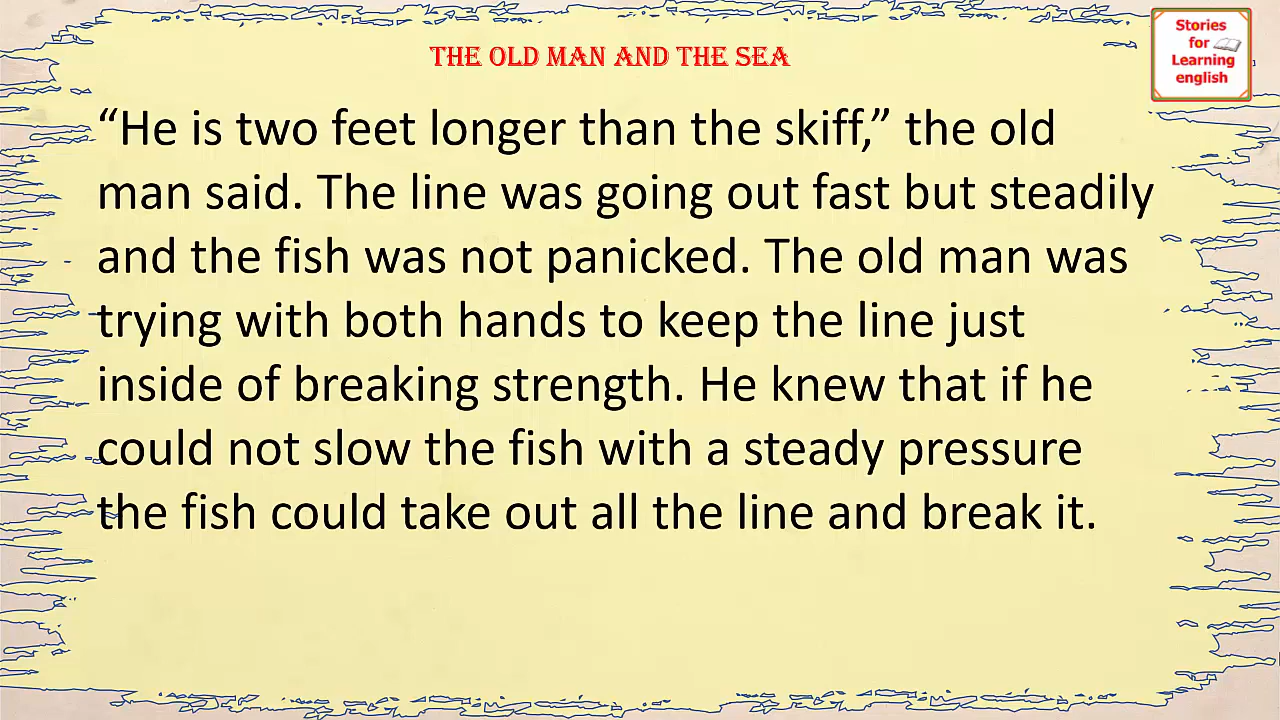 THE OLD MAN AND THE SEA
Stories
for
Learning
english
“He is two feet longer than the skiff,” the old
man said. The line was going out fast but steadily
and the fish was not panicked. The old man was
trying with both hands to keep the line just
inside of breaking strength. He knew that if he
could not slow the fish with a steady pressure
the fish could take out all the line and break it.